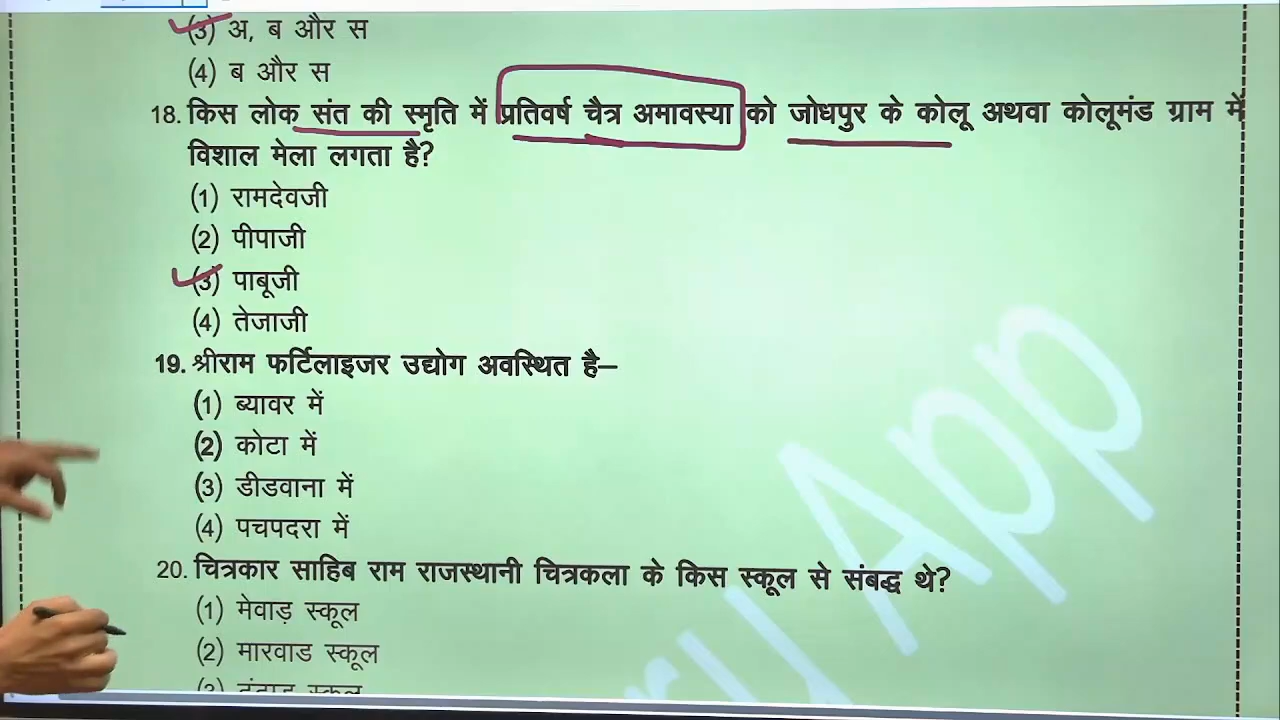 (3) अ, ब और स
(4) ब और स
18. किस लोक संत की स्मृति में प्रतिवर्ष चैत्र अमावस्या को जोधपुर के कोलू अथवा कोलूमंड ग्राम में
विशाल मेला लगता है?
(1) रामदेवजी
(2) पीपाजी
(3) पाबूजी
(4) तेजाजी
19. श्रीराम फर्टिलाइजर उद्योग अवस्थित है–
(1) ब्यावर में
(2) कोटा में
(3) डीडवाना में
(4) पचपदरा में
20. चित्रकार साहिब राम राजस्थानी चित्रकला के किस स्कूल से संबद्ध थे?
(1) मेवाड़ स्कूल
(2) मारवाड स्कूल
(3) ढूंढाड़ स्कूल
App